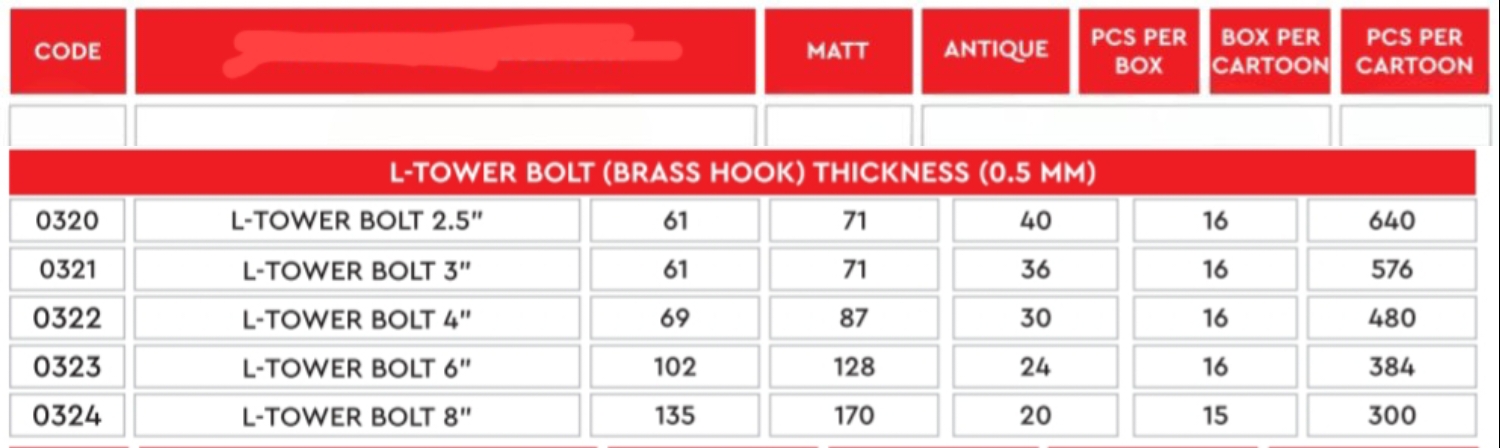 CODE MATT ANTIQUE PCS PER BOX BOX PER CARTOON PCS PER CARTOON
L-TOWER BOLT (BRASS HOOK) THICKNESS (0.5 MM)
0320 L-TOWER BOLT 2.5" 61 71 40 16 640
0321 L-TOWER BOLT 3" 61 71 36 16 576
0322 L-TOWER BOLT 4" 69 87 30 16 480
0323 L-TOWER BOLT 6" 102 128 24 16 384
0324 L-TOWER BOLT 8" 135 170 20 15 300